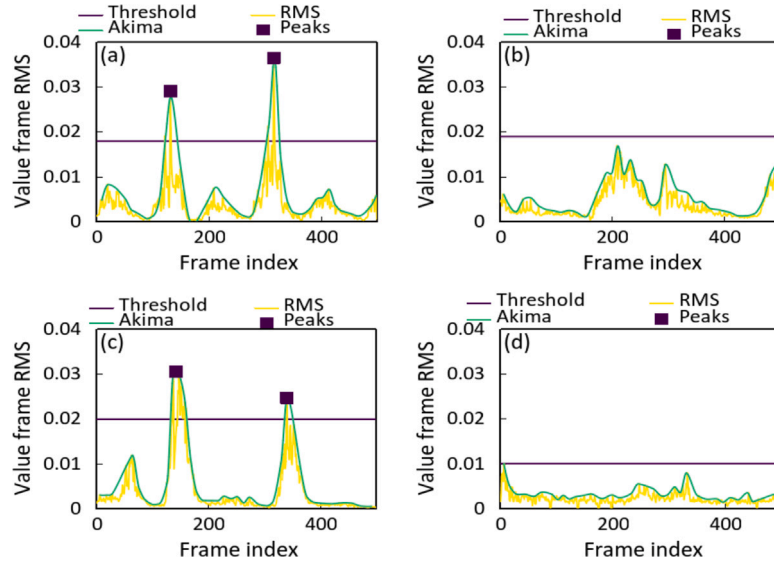 Threshold RMS
Akima Peaks
0.04
(a)
0.03
0.02
0.01
0
0 200 400
Value frame RMS
Frame index
Threshold RMS
Akima Peaks
0.04
(b)
0.03
0.02
0.01
0
0 200 400
Value frame RMS
Frame index
Threshold RMS
Akima Peaks
0.04
(c)
0.03
0.02
0.01
0
0 200 400
Value frame RMS
Frame index
Threshold RMS
Akima Peaks
0.04
(d)
0.03
0.02
0.01
0
0 200 400
Value frame RMS
Frame index